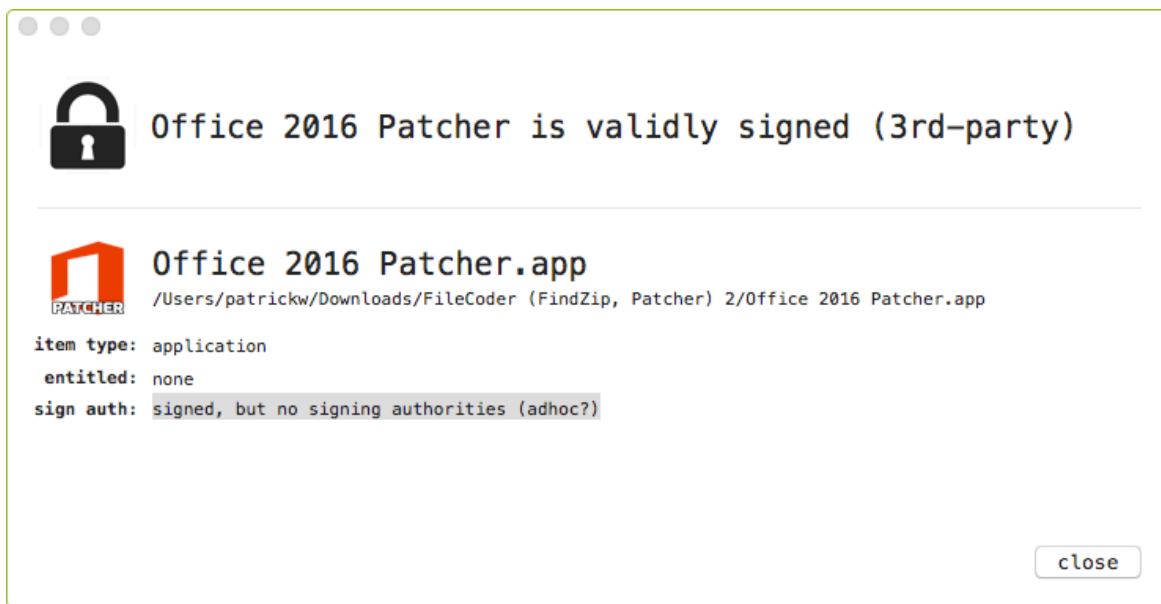 Office 2016 Patcher is validly signed (3rd-party)
PATCHER
Office 2016 Patcher.app
/Users/patrickw/Downloads/FileCoder (FindZip, Patcher) 2/Office 2016 Patcher.app
item type: application
entitled: none
sign auth: signed, but no signing authorities (adhoc?)
close